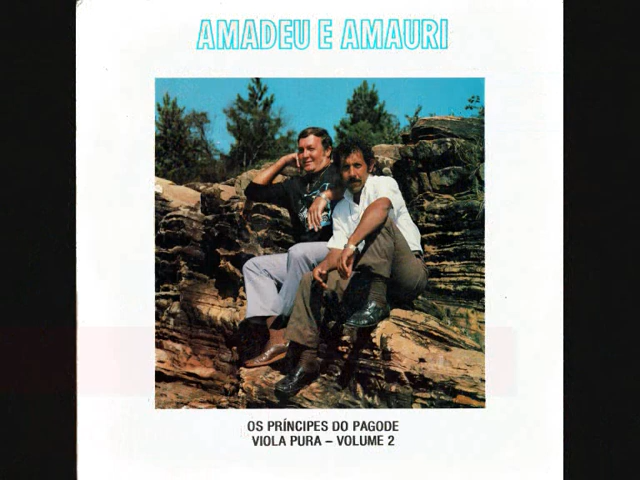 AMADEU E AMAURI
OS PRÍNCIPES DO PAGODE
VIOLA PURA – VOLUME 2